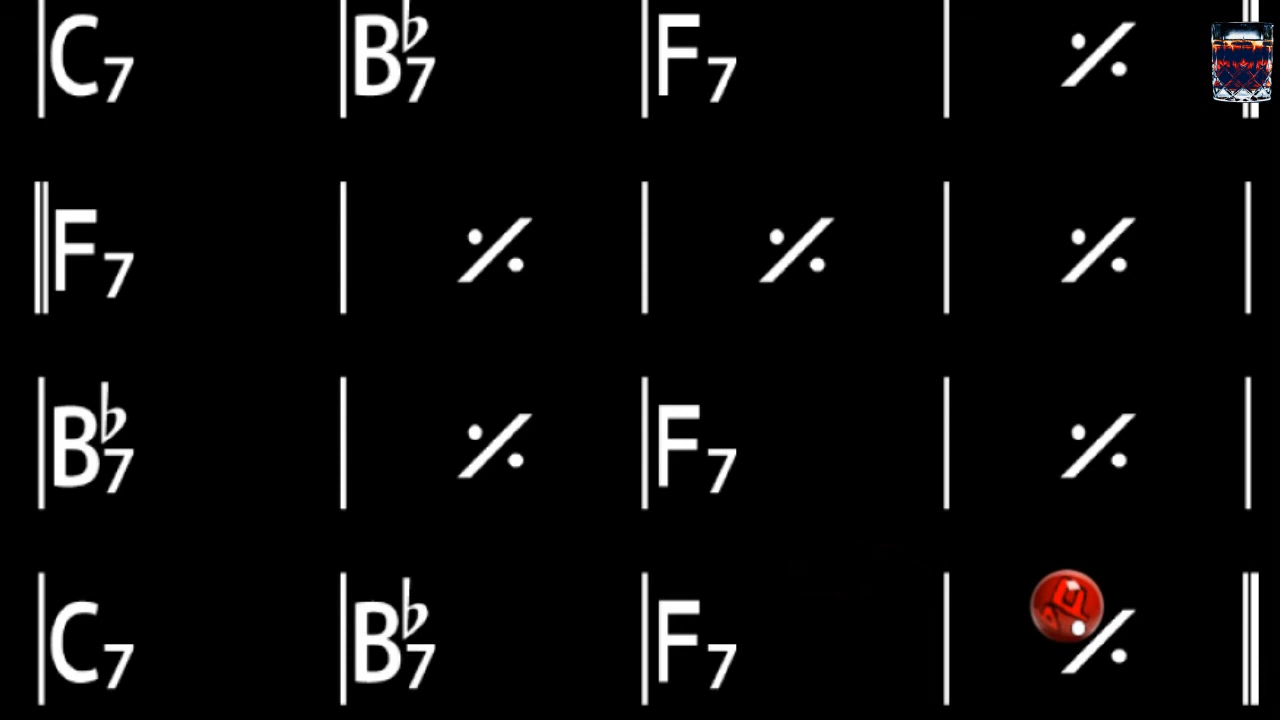 C7 B♭7 F7 𝄎
F7 𝄎 𝄎 𝄎
B♭7 𝄎 F7 𝄎
C7 B♭7 F7 𝄎